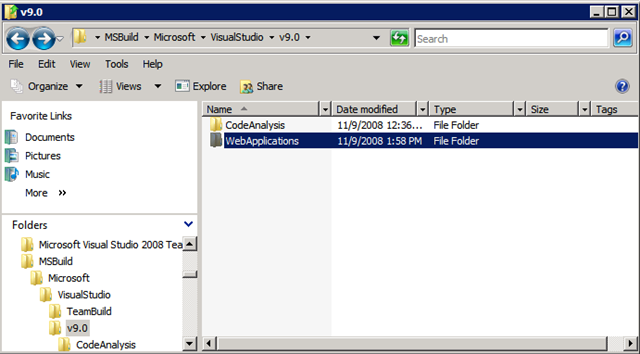 v9.0
MSBuild Microsoft VisualStudio v9.0 Search
File Edit View Tools Help
Organize Views Explore Share
Favorite Links
Documents
Pictures
Music
More »
Folders
Microsoft Visual Studio 2008 Tea
MSBuild
Microsoft
VisualStudio
TeamBuild
v9.0
CodeAnalysis
Name Date modified Type Size Tags
CodeAnalysis 11/9/2008 12:36... File Folder
WebApplications 11/9/2008 1:58 PM File Folder